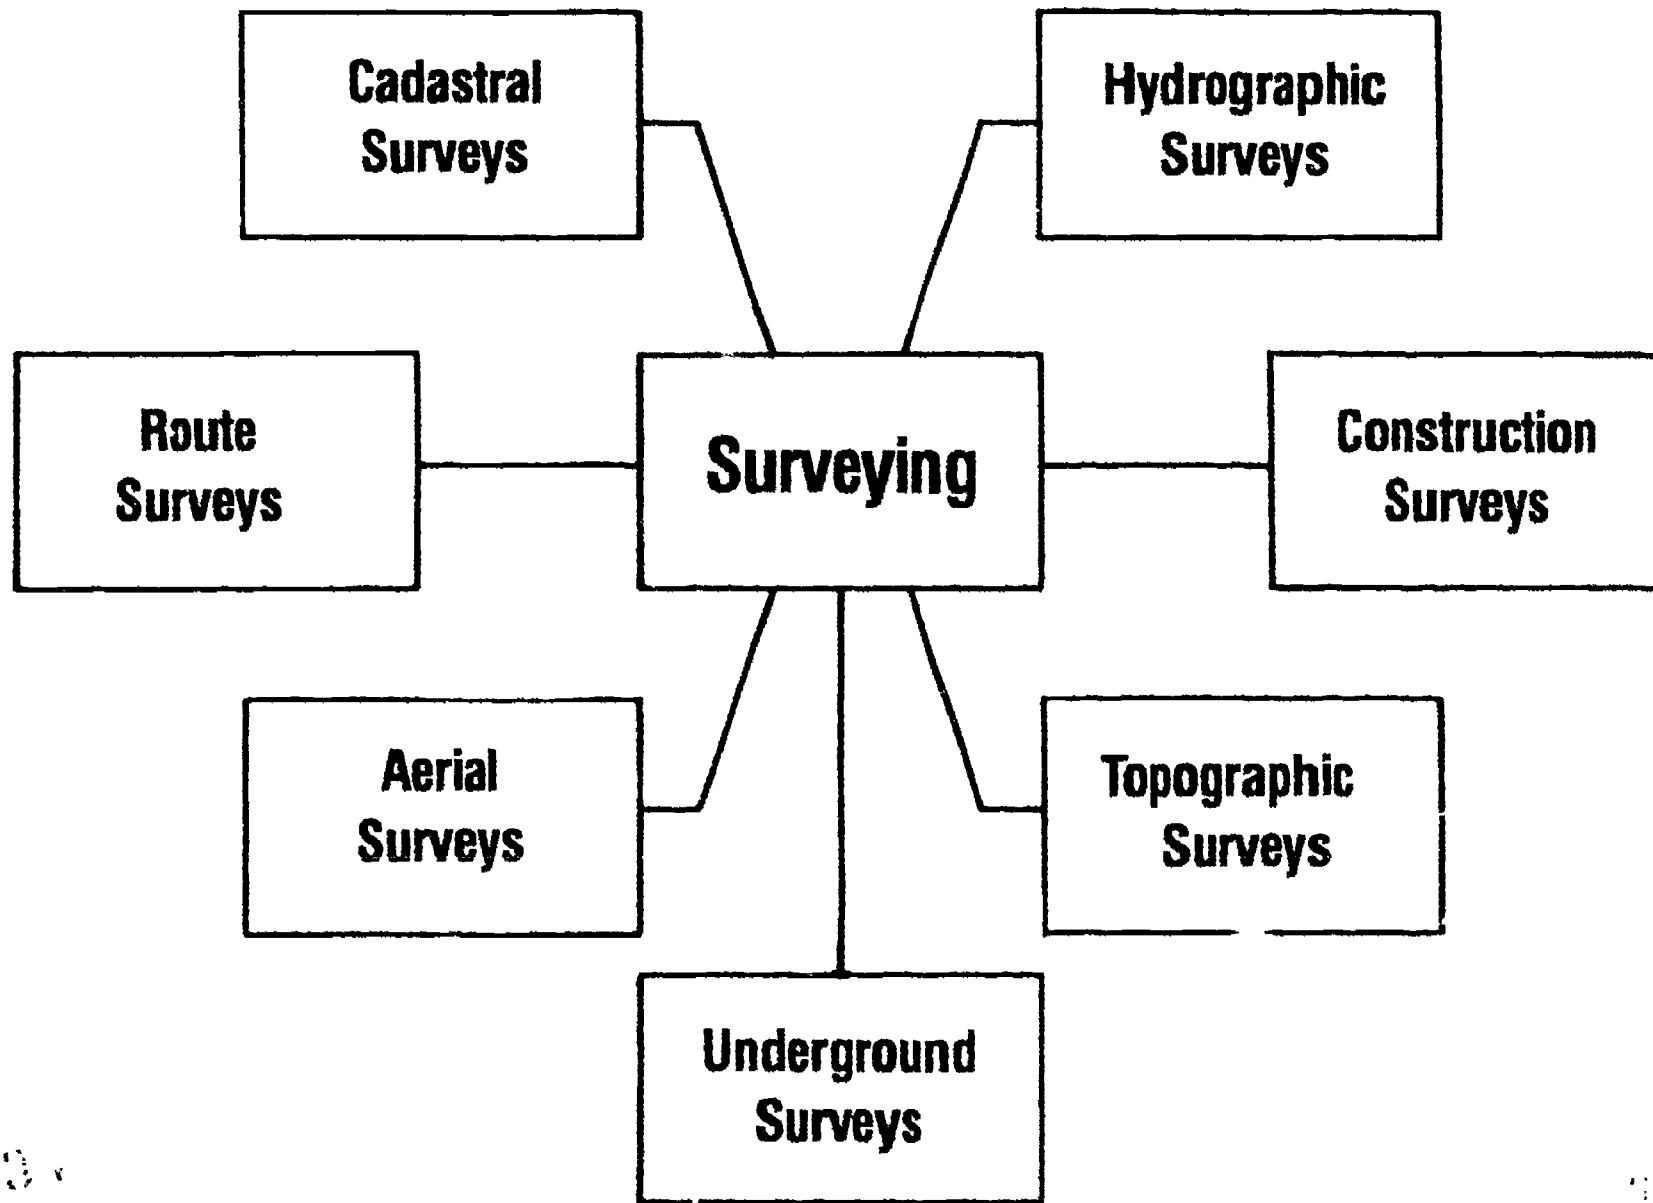 Cadastral
Surveys
Hydrographic
Surveys
Route
Surveys
Surveying
Construction
Surveys
Aerial
Surveys
Topographic
Surveys
Underground
Surveys